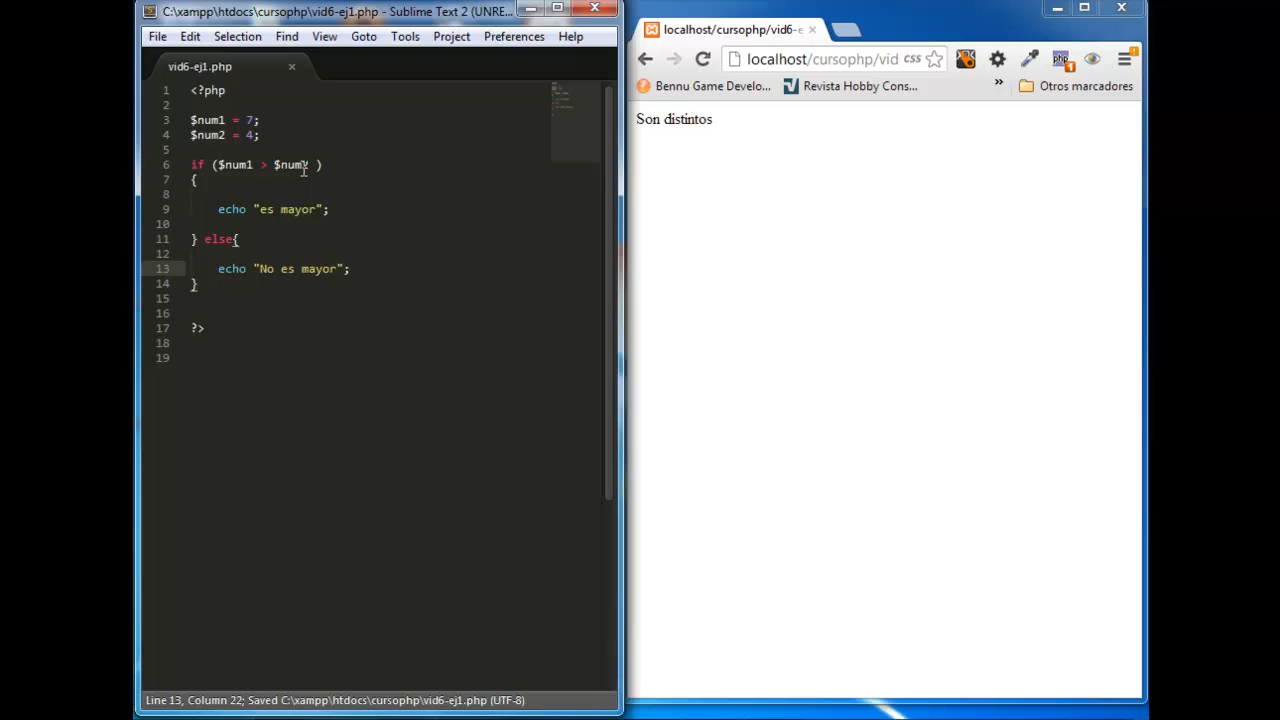 C:\xampp\htdocs\cursophp\vid6-ej1.php - Sublime Text 2 (UNRE...
File Edit Selection Find View Goto Tools Project Preferences Help
vid6-ej1.php ×
1 <?php
2
3 $num1 = 7;
4 $num2 = 4;
5
6 if ($num1 > $num2 )
7 {
8
9 echo "es mayor";
10
11 } else{
12
13 echo "No es mayor";
14 }
15
16
17 ?>
18
19
Line 13, Column 22; Saved C:\xampp\htdocs\cursophp\vid6-ej1.php (UTF-8)
localhost/cursophp/vid6-e ×
localhost/cursophp/vid css php 1
Bennu Game Develo... Revista Hobby Cons... » Otros marcadores
Son distintos